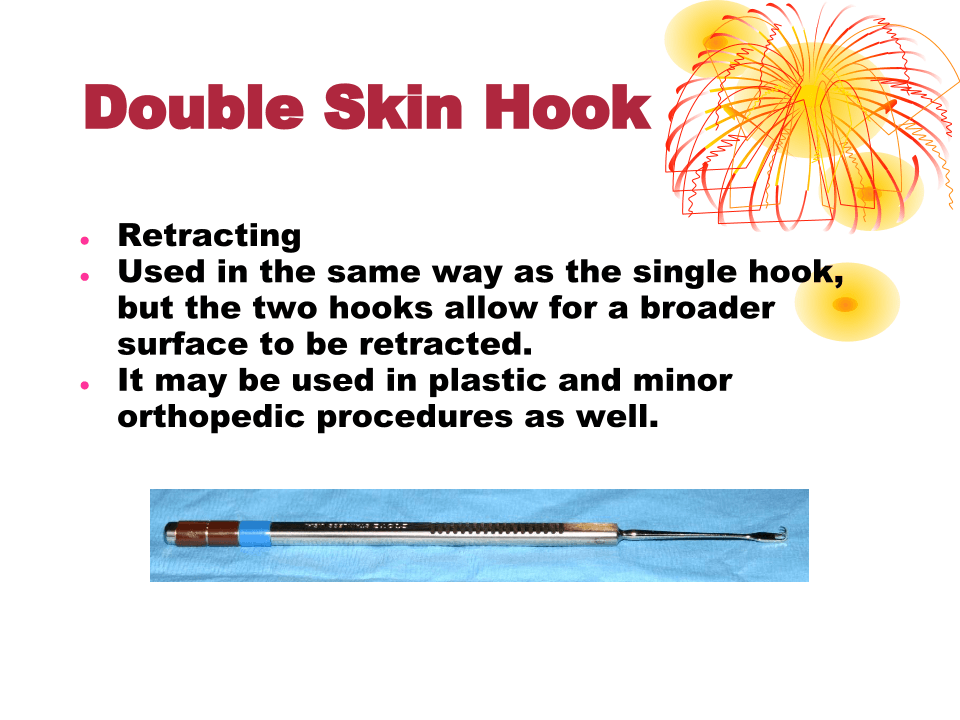 Double Skin Hook
Retracting
Used in the same way as the single hook,
but the two hooks allow for a broader
surface to be retracted.
It may be used in plastic and minor
orthopedic procedures as well.